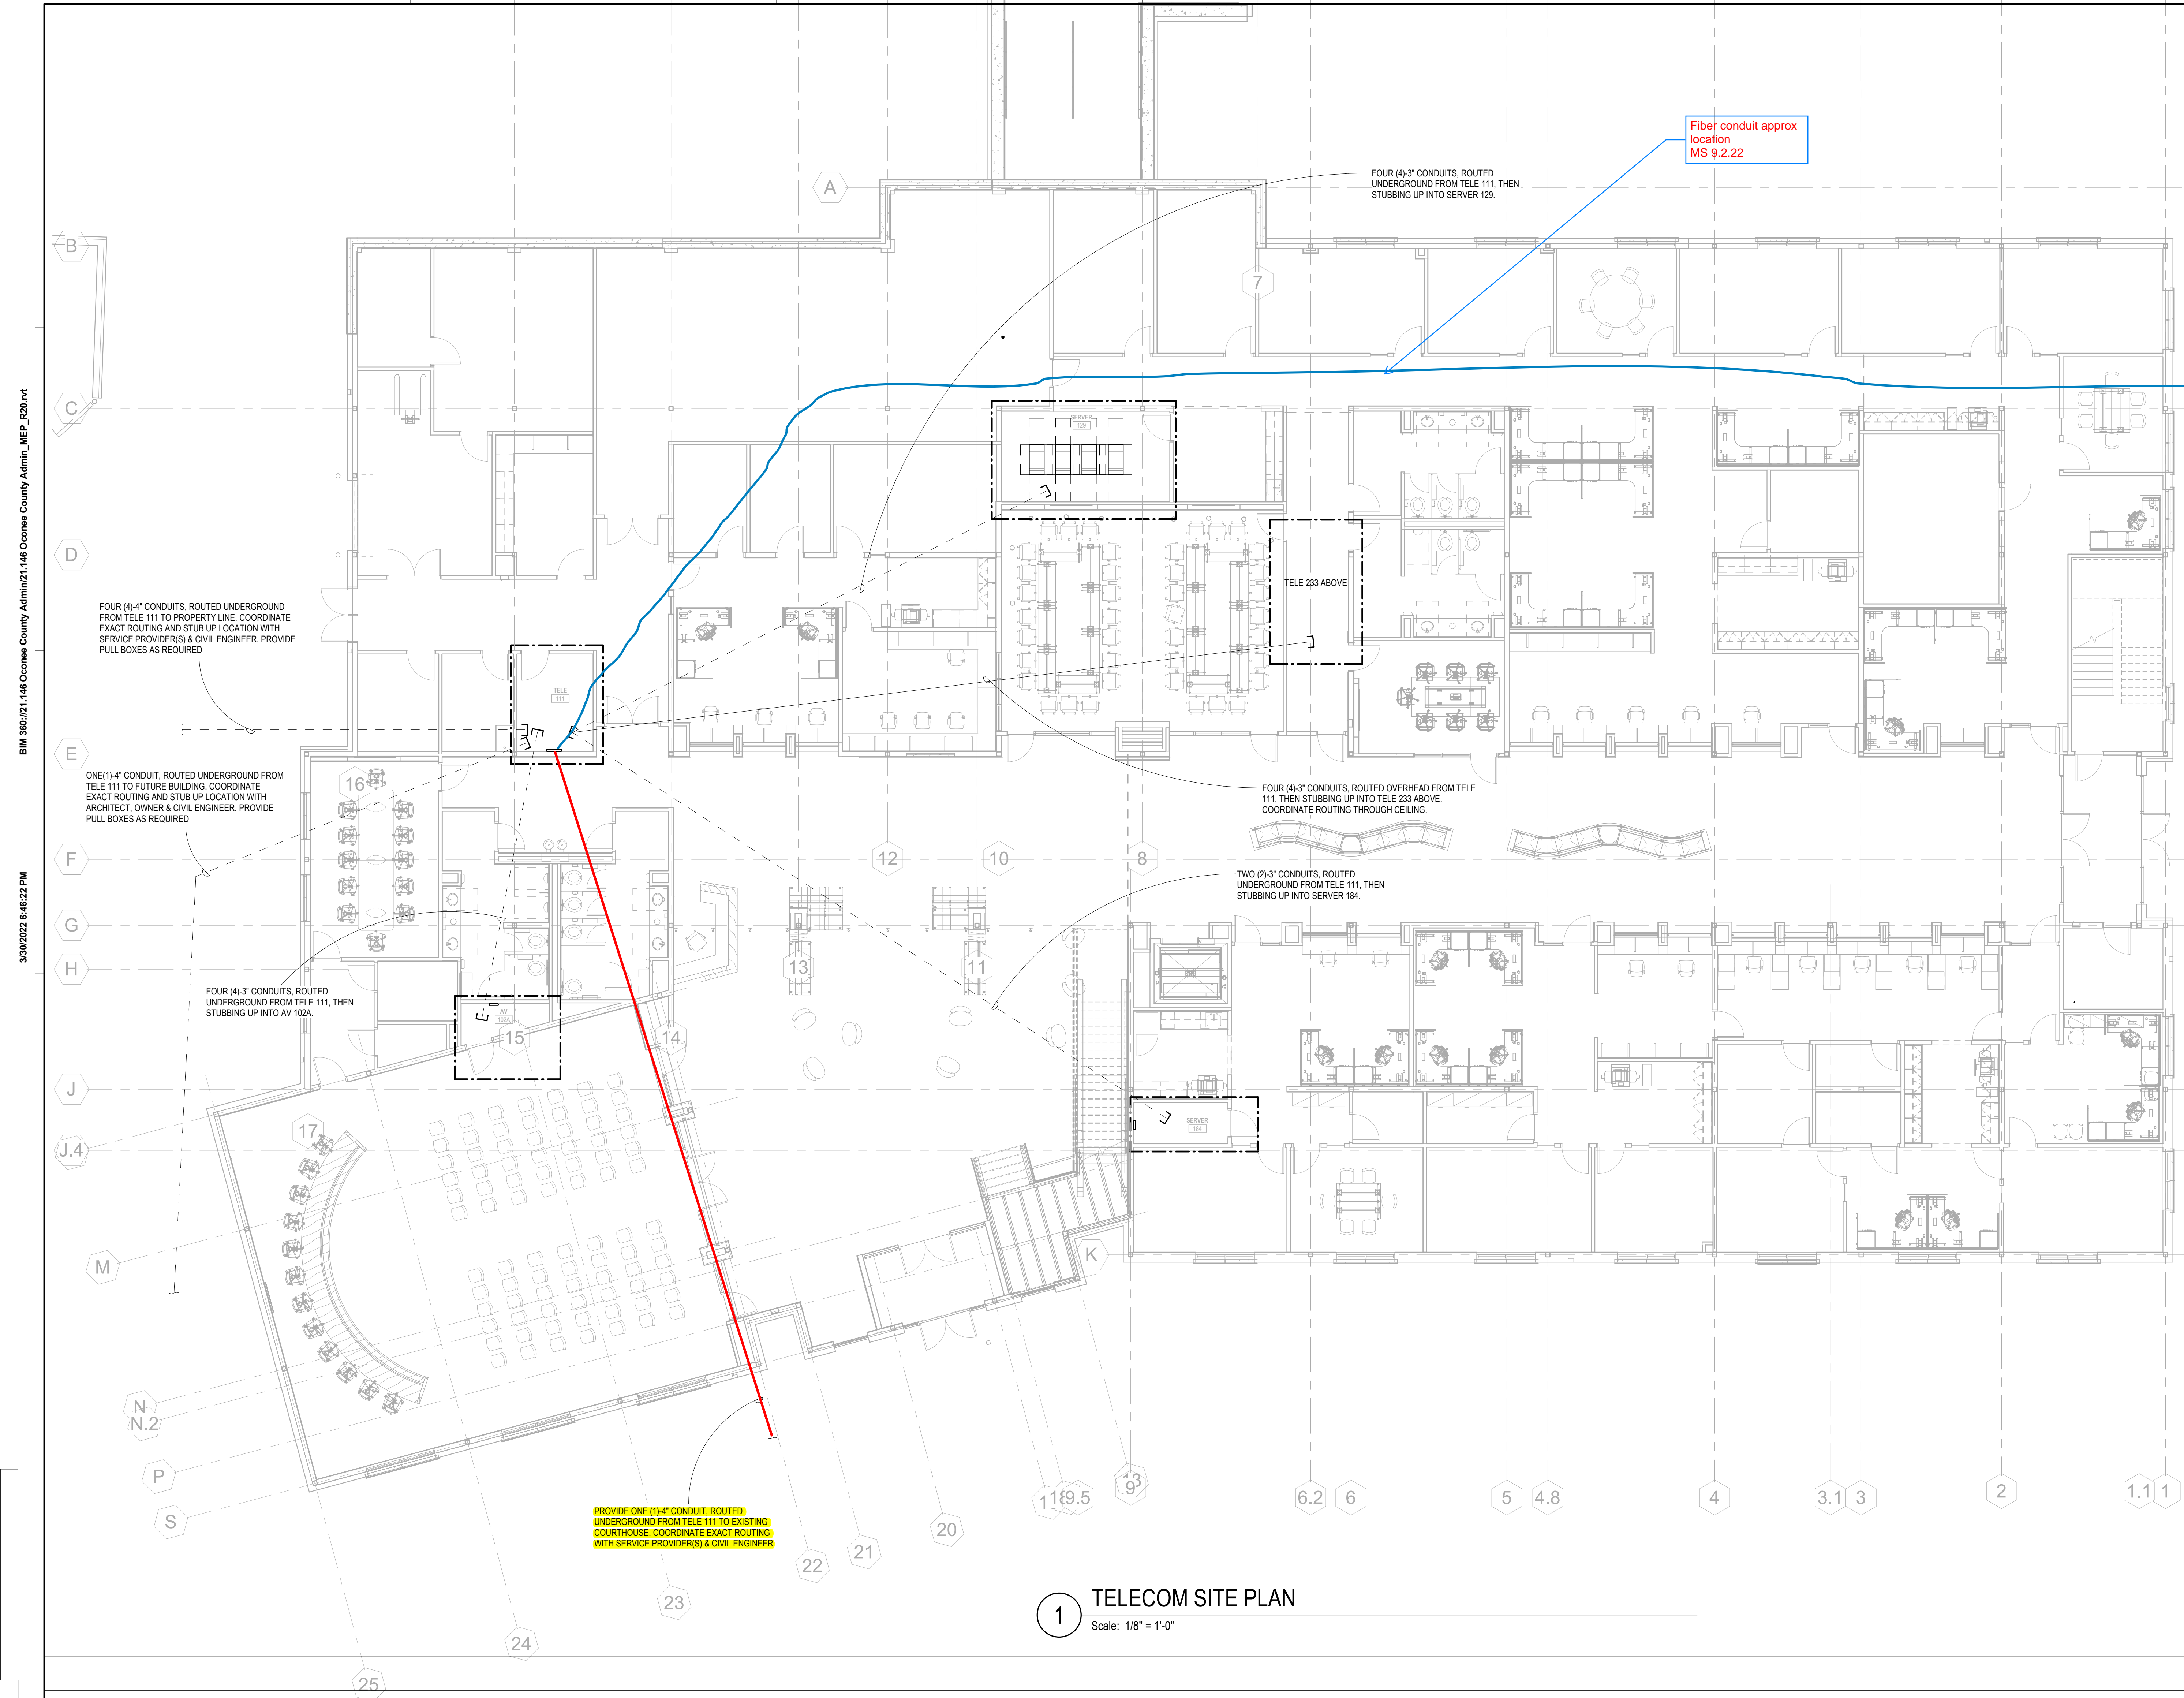 BIM 360://21.146 Oconee County Admin/21.146 Oconee County Admin_MEP_R20.rvt
3/30/2022 6:46:22 PM
Fiber conduit approx
location
MS 9.2.22
FOUR (4)-3" CONDUITS, ROUTED
UNDERGROUND FROM TELE 111, THEN
STUBBING UP INTO SERVER 129.
A
B
7
C
SERVER
129
D
TELE 233 ABOVE
FOUR (4)-4" CONDUITS, ROUTED UNDERGROUND
FROM TELE 111 TO PROPERTY LINE. COORDINATE
EXACT ROUTING AND STUB UP LOCATION WITH
SERVICE PROVIDER(S) & CIVIL ENGINEER. PROVIDE
PULL BOXES AS REQUIRED
TELE
111
E
ONE(1)-4" CONDUIT, ROUTED UNDERGROUND FROM
TELE 111 TO FUTURE BUILDING. COORDINATE
EXACT ROUTING AND STUB UP LOCATION WITH
ARCHITECT, OWNER & CIVIL ENGINEER. PROVIDE
PULL BOXES AS REQUIRED
16
FOUR (4)-3" CONDUITS, ROUTED OVERHEAD FROM TELE
111, THEN STUBBING UP INTO TELE 233 ABOVE.
COORDINATE ROUTING THROUGH CEILING.
F
12
10
8
TWO (2)-3" CONDUITS, ROUTED
UNDERGROUND FROM TELE 111, THEN
STUBBING UP INTO SERVER 184.
G
H
13
11
FOUR (4)-3" CONDUITS, ROUTED
UNDERGROUND FROM TELE 111, THEN
STUBBING UP INTO AV 102A.
AV
102A
15
14
J
SERVER
184
17
J.4
M
K
N
N.2
P
S
9
9.5
6.2
6
5
4.8
4
3.1
3
2
1.1
1
PROVIDE ONE (1)-4" CONDUIT, ROUTED
UNDERGROUND FROM TELE 111 TO EXISTING
COURTHOUSE. COORDINATE EXACT ROUTING
WITH SERVICE PROVIDER(S) & CIVIL ENGINEER
20
21
22
23
24
25
1
TELECOM SITE PLAN
Scale: 1/8" = 1'-0"